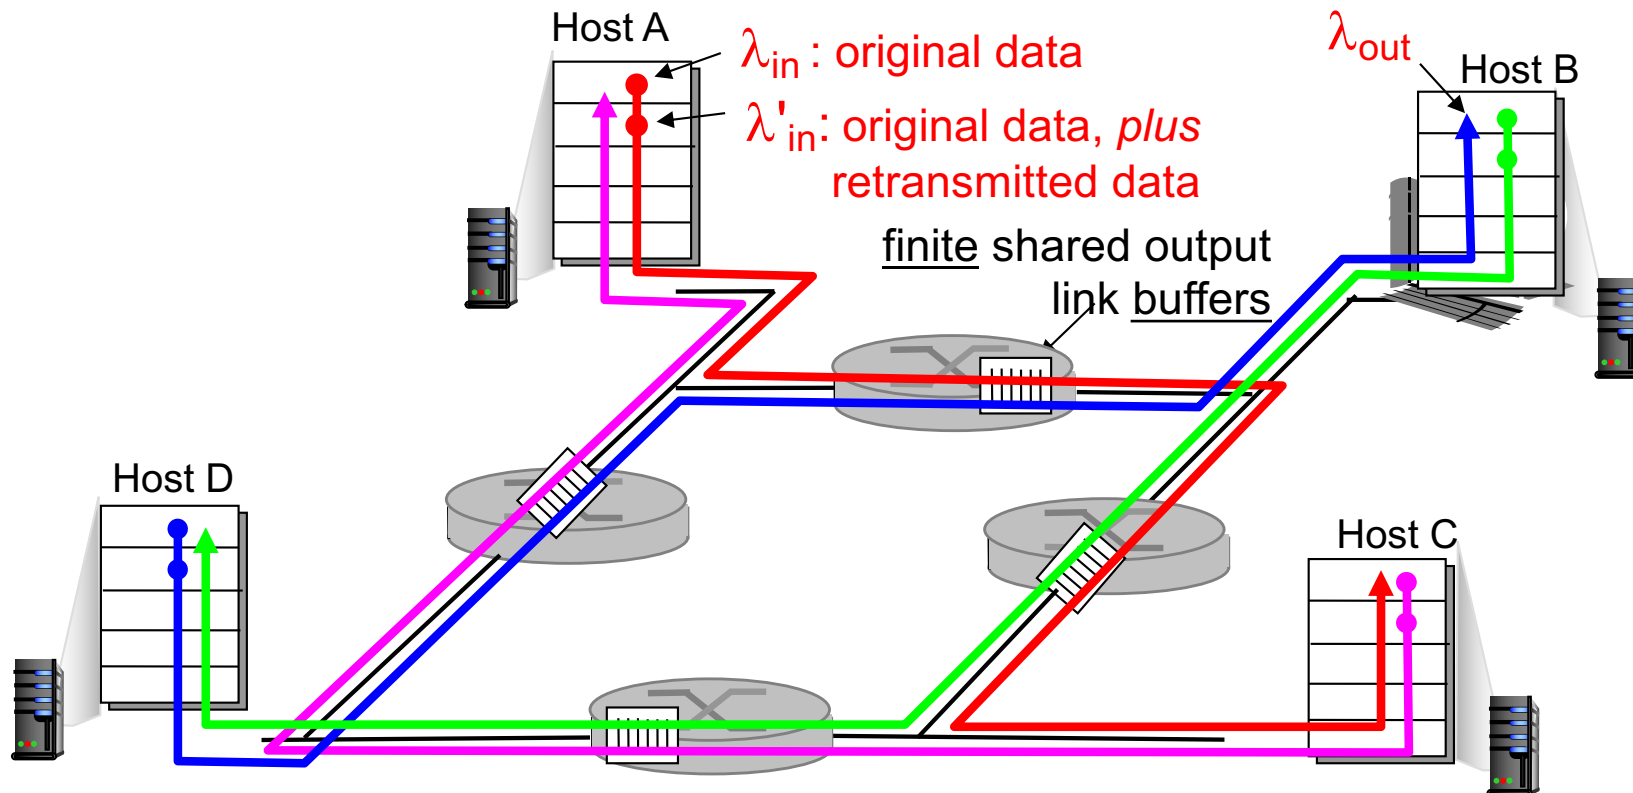 Host A
λin : original data
λ'in: original data, plus
retransmitted data
λout
Host B
finite shared output
link buffers
Host D
Host C